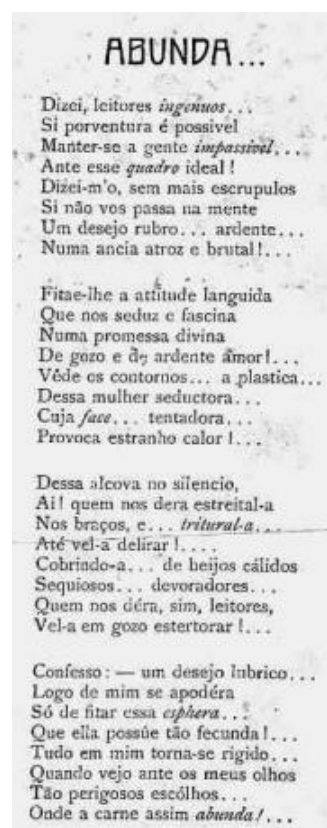 ABUNDA...
Dizei, leitores ingenuos...
Si porventura é possivel
Manter-se a gente impassivel...
Ante esse quadro ideal!
Dizei-m'o, sem mais escrupulos
Si não vos passa na mente
Um desejo rubro... ardente...
Numa ancia atroz e brutal!...
Fitae-lhe a attitude languida
Que nos seduz e fascina
Numa promessa divina
De gozo e de ardente amor!...
Vêde os contornos... a plastica...
Dessa mulher seductora...
Cuja face... tentadora...
Provoca estranho calor!...
Dessa alcova no silencio,
Ai! quem nos dera estreital-a
Nos braços, e... tritural-a...
Até vel-a delirar!....
Cobrindo-a... de beijos cálidos
Sequiosos... devoradores...
Quem nos déra, sim, leitores,
Vel-a em gozo estertorar!...
Confesso: — um desejo lubrico...
Logo de mim se apodéra
Só de fitar essa esphera...
Que ella possúe tão fecunda!...
Tudo em mim torna-se rigido...
Quando vejo ante os meus olhos
Tão perigosos escólhos...
Onde a carne assim abunda!...